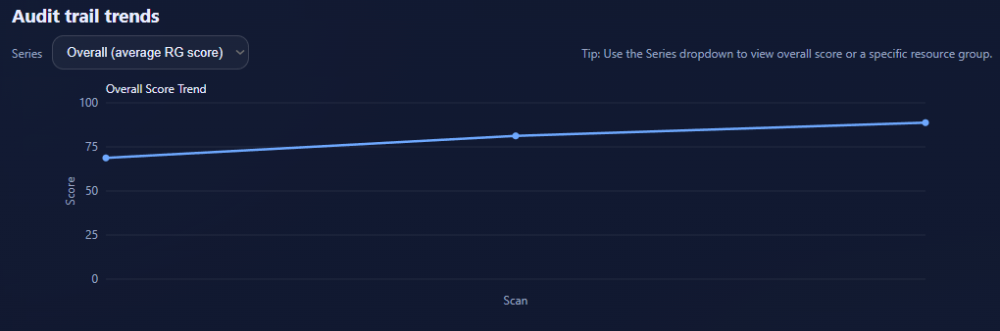 Audit trail trends
Series
Overall (average RG score)
Tip: Use the Series dropdown to view overall score or a specific resource group.
Overall Score Trend
100
75
50
25
0
Score
Scan